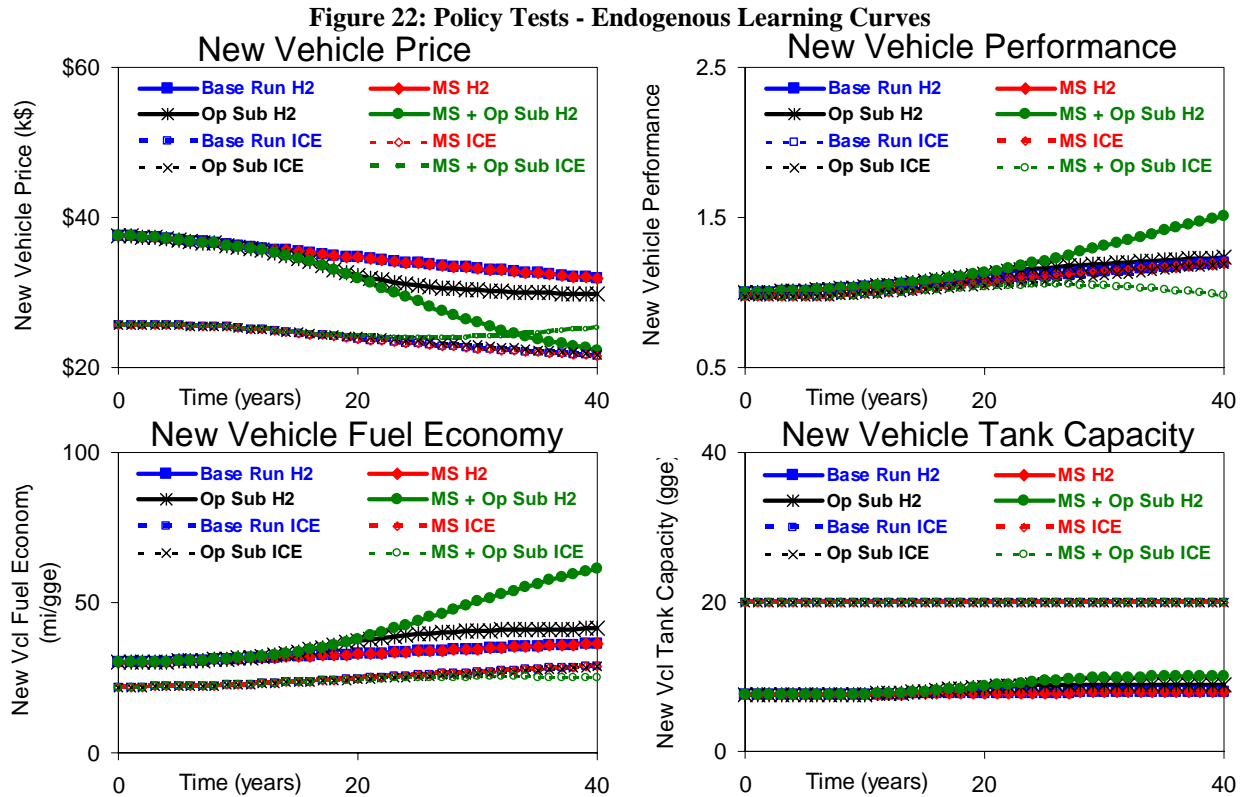 Figure 22: Policy Tests - Endogenous Learning Curves
New Vehicle Price
New Vehicle Price (k$)
$60
$40
$20
Base Run H2
MS H2
Op Sub H2
MS + Op Sub H2
Base Run ICE
MS ICE
Op Sub ICE
MS + Op Sub ICE
0
Time (years)
20
40
New Vehicle Performance
New Vehicle Performance
2.5
1.5
0.5
Base Run H2
MS H2
Op Sub H2
MS + Op Sub H2
Base Run ICE
MS ICE
Op Sub ICE
MS + Op Sub ICE
0
Time (years)
20
40
New Vehicle Fuel Economy
New Vcl Fuel Economy
(mi/gge)
100
50
0
Base Run H2
MS H2
Op Sub H2
MS + Op Sub H2
Base Run ICE
MS ICE
Op Sub ICE
MS + Op Sub ICE
0
Time (years)
20
40
New Vehicle Tank Capacity
New Vcl Tank Capacity (gge)
40
20
0
Base Run H2
MS H2
Op Sub H2
MS + Op Sub H2
Base Run ICE
MS ICE
Op Sub ICE
MS + Op Sub ICE
0
Time (years)
20
40